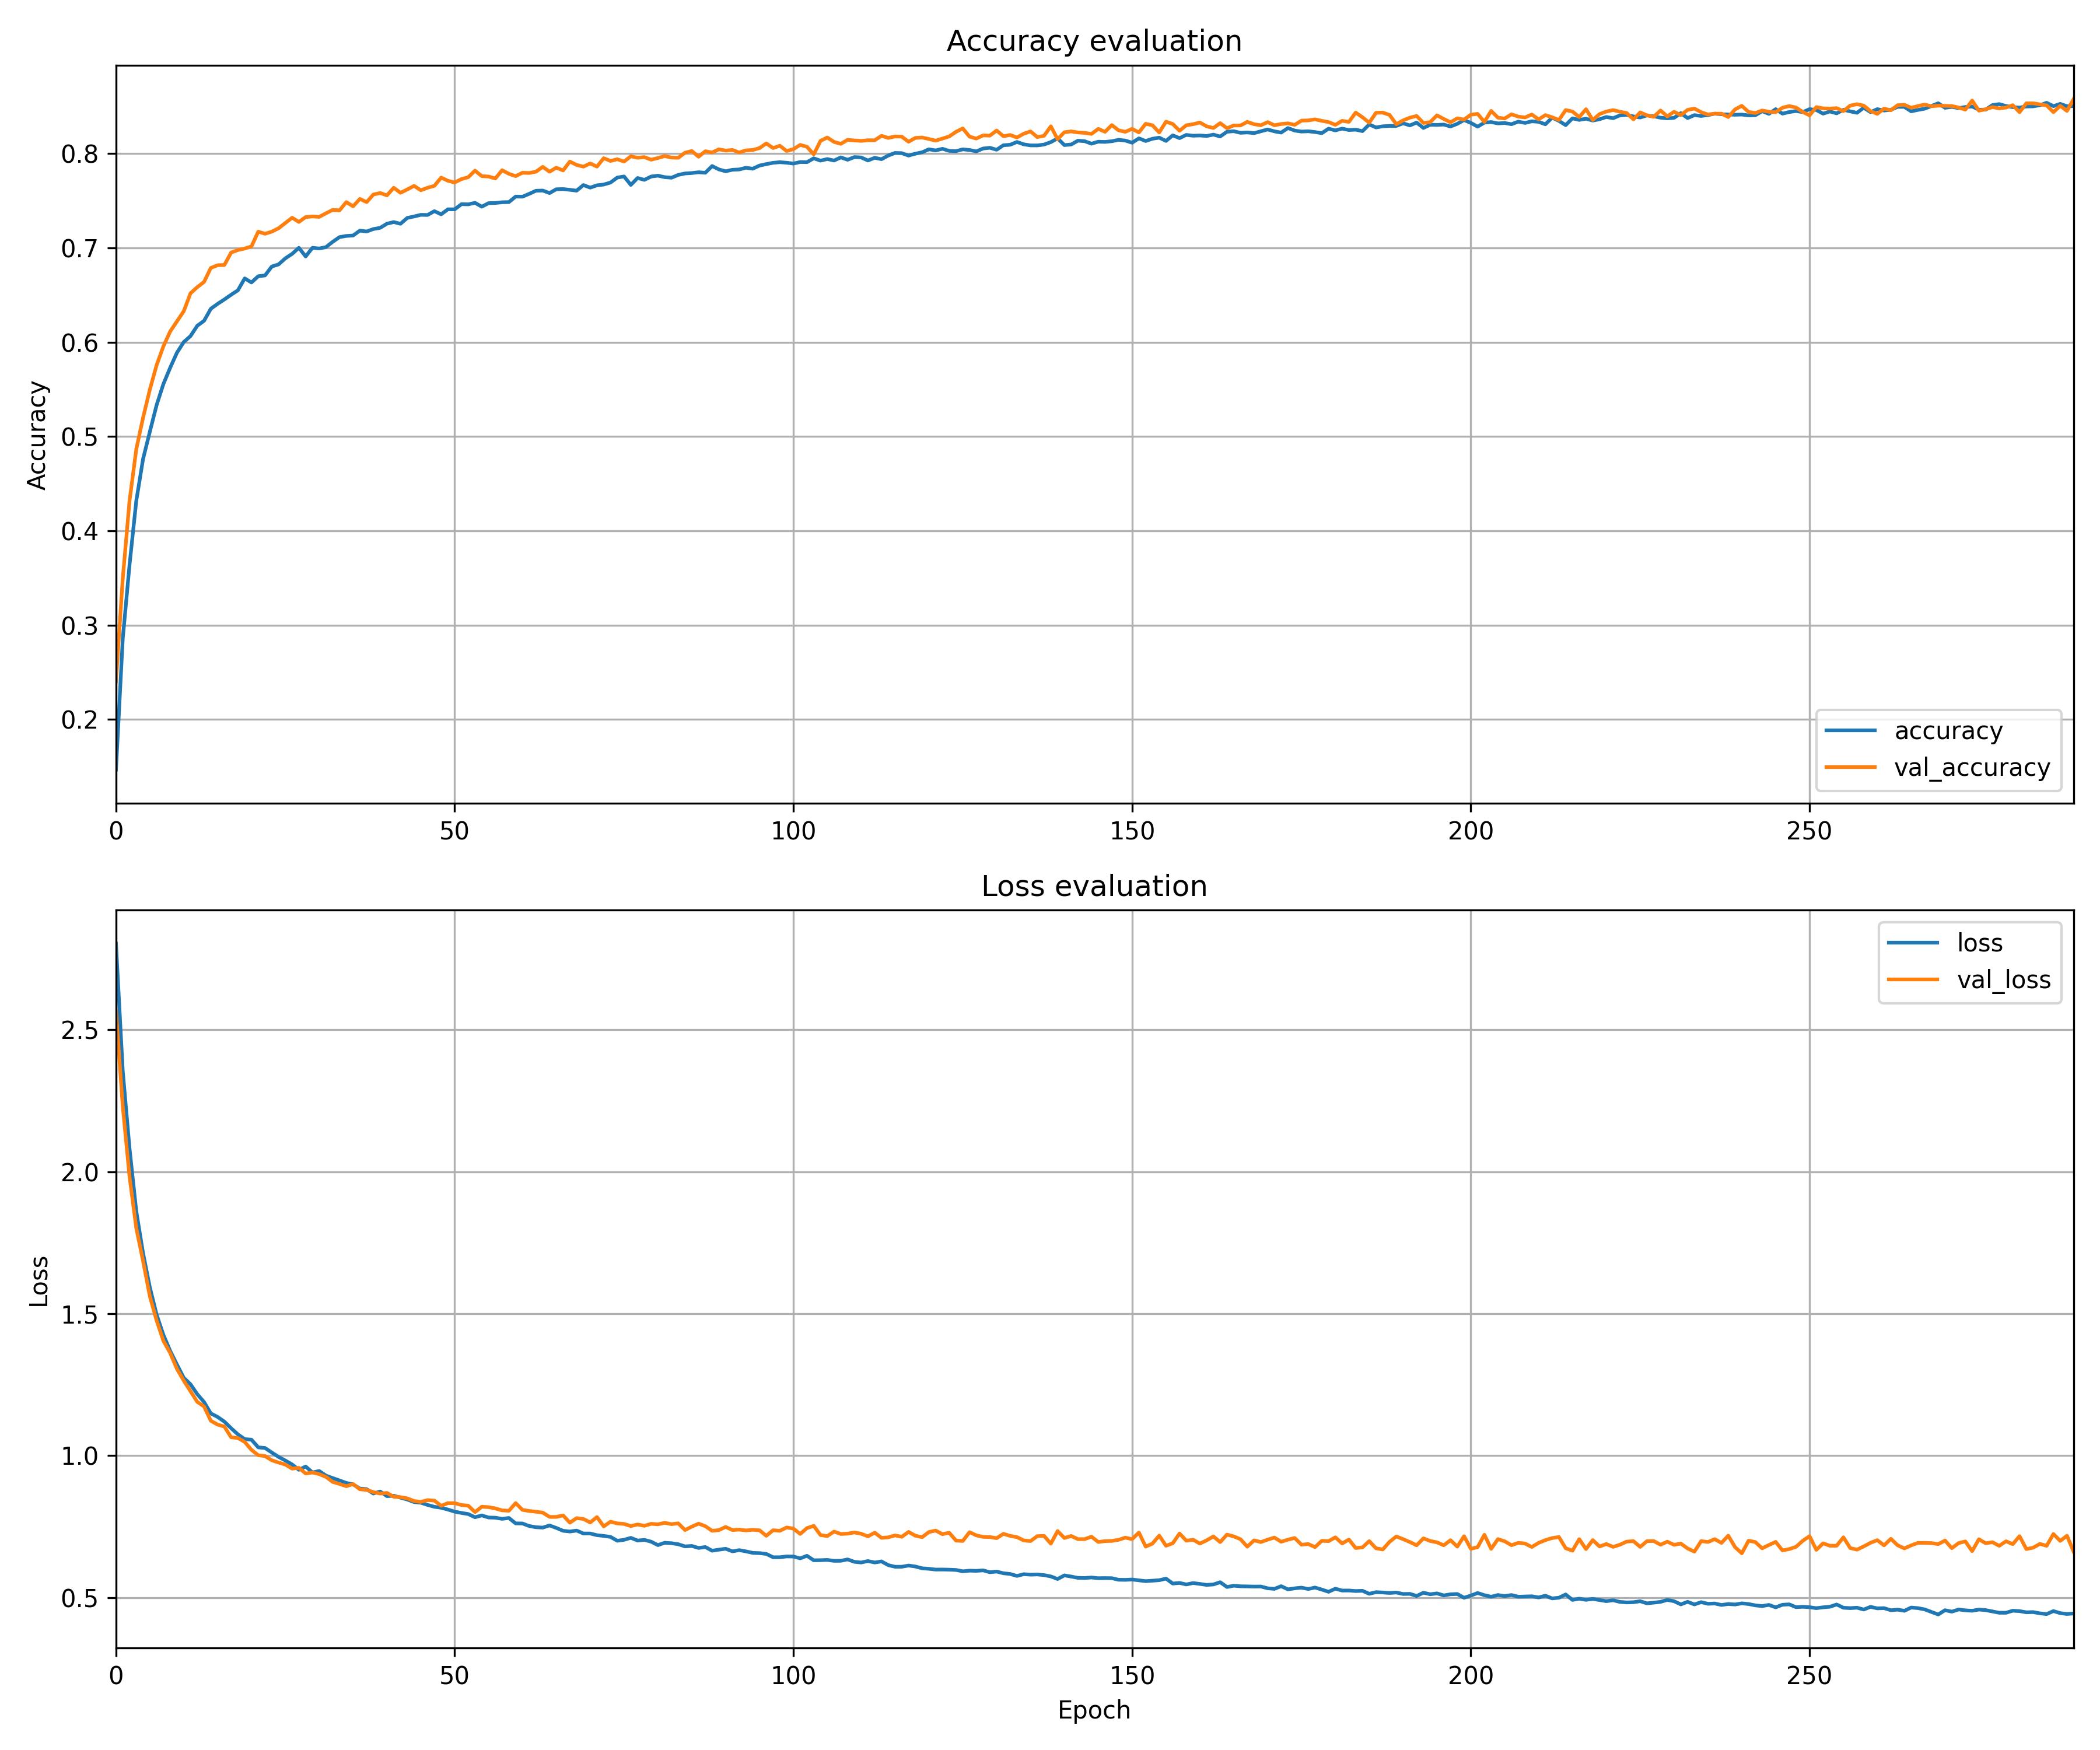 Accuracy evaluation
0.8
0.7
0.6
0.5
0.4
0.3
0.2
Accuracy
accuracy
val_accuracy
0 50 100 150 200 250
Loss evaluation
loss
val_loss
2.5
2.0
1.5
1.0
0.5
Loss
0 50 100 150 200 250
Epoch